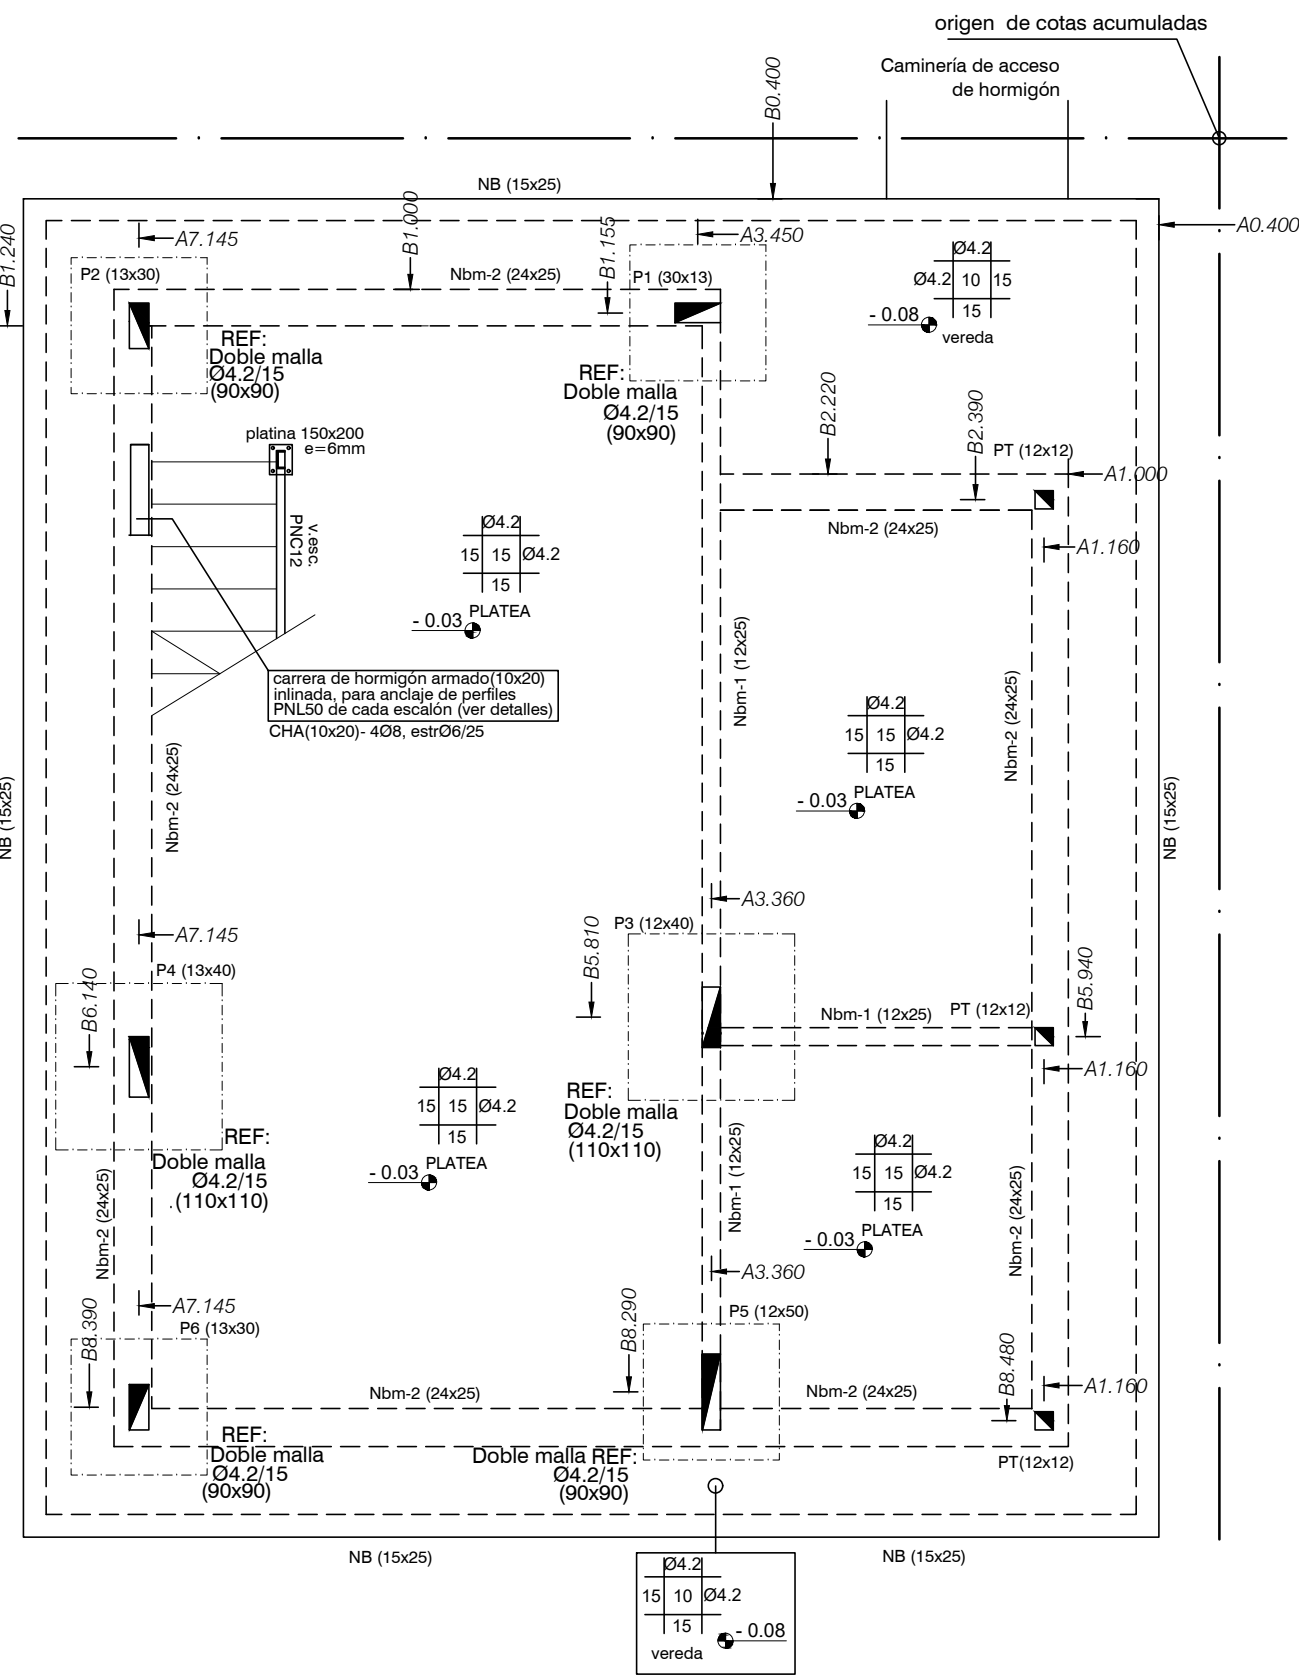 origen de cotas acumuladas
Caminería de acceso
de hormigón
B0.400
NB (15x25)
A0.400
B1.240
A7.145
B1.000
B1.155
A3.450
P2 (13x30)
Nbm-2 (24x25)
P1 (30x13)
Ø4.2
Ø4.2 10 15
15
- 0.08
vereda
REF:
Doble malla
Ø4.2/15
(90x90)
REF:
Doble malla
Ø4.2/15
(90x90)
B2.220
B2.390
platina 150x200
e=6mm
PT (12x12)
A1.000
v.esc.
PNC12
Nbm-2 (24x25)
A1.160
Ø4.2
15 15 Ø4.2
15
PLATEA
- 0.03
carrera de hormigón armado(10x20)
inlinada, para anclaje de perfiles
PNL50 de cada escalón (ver detalles)
CHA(10x20)- 4Ø8, estrØ6/25
Nbm-1 (12x25)
Nbm-2 (24x25)
Ø4.2
15 15 Ø4.2
15
PLATEA
- 0.03
NB (15x25)
Nbm-2 (24x25)
NB (15x25)
A3.360
P3 (12x40)
A7.145
P4 (13x40)
B6.140
B5.810
B5.940
Nbm-1 (12x25)
PT (12x12)
A1.160
Ø4.2
15 15 Ø4.2
15
PLATEA
- 0.03
REF:
Doble malla
Ø4.2/15
(110x110)
REF:
Doble malla
Ø4.2/15
.(110x110)
Nbm-1 (12x25)
Ø4.2
15 15 Ø4.2
15
PLATEA
- 0.03
Nbm-2 (24x25)
Nbm-2 (24x25)
A3.360
A7.145
P6 (13x30)
P5 (12x50)
B8.390
B8.290
B8.480
Nbm-2 (24x25)
Nbm-2 (24x25)
A1.160
REF:
Doble malla
Ø4.2/15
(90x90)
Doble malla REF:
Ø4.2/15
(90x90)
PT(12x12)
NB (15x25)
NB (15x25)
Ø4.2
15 10 Ø4.2
15
- 0.08
vereda